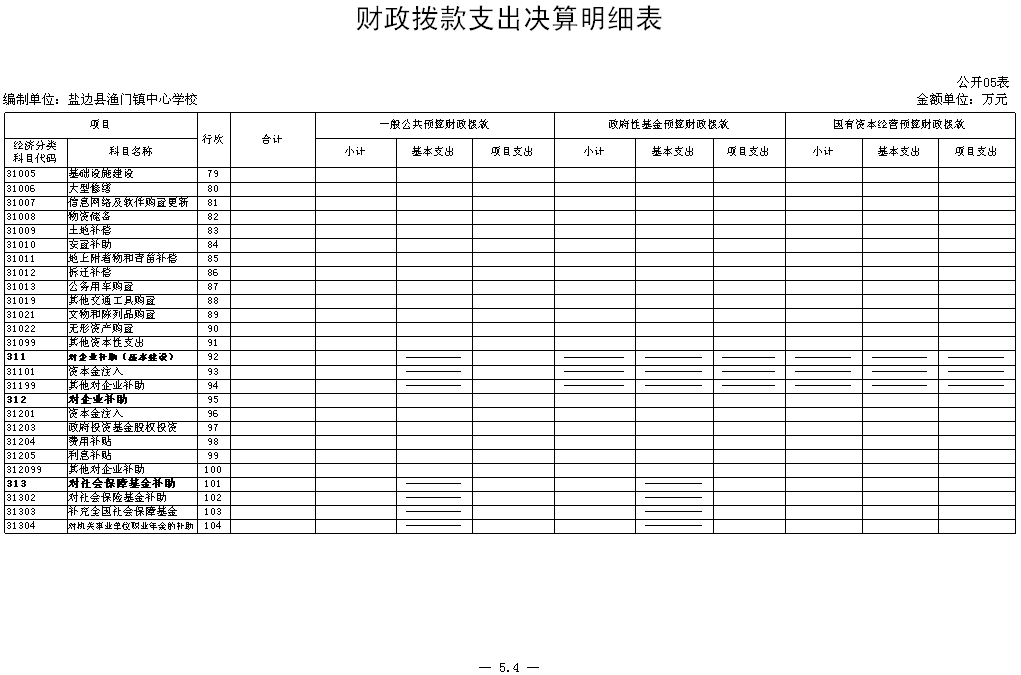 财政拨款支出决算明细表
公开05表
编制单位：盐边县渔门镇中心学校 金额单位：万元
项目 行次 合计 一般公共预算财政拨款 政府性基金预算财政拨款 国有资本经营预算财政拨款
经济分类科目代码 科目名称 小计 基本支出 项目支出 小计 基本支出 项目支出 小计 基本支出 项目支出
31005 基础设施建设 79
31006 大型修缮 80
31007 信息网络及软件购置更新 81
31008 物资储备 82
31009 土地补偿 83
31010 安置补助 84
31011 地上附着物和青苗补偿 85
31012 拆迁补偿 86
31013 公务用车购置 87
31019 其他交通工具购置 88
31021 文物和陈列品购置 89
31022 无形资产购置 90
31099 其他资本性支出 91
311 对企业补助（基本建设） 92
31101 资本金注入 93
31199 其他对企业补助 94
312 对企业补助 95
31201 资本金注入 96
31203 政府投资基金股权投资 97
31204 费用补贴 98
31205 利息补贴 99
312099 其他对企业补助 100
313 对社会保障基金补助 101
31302 对社会保险基金补助 102
31303 补充全国社会保障基金 103
31304 对机关事业单位职业年金的补助 104
— 5.4 —